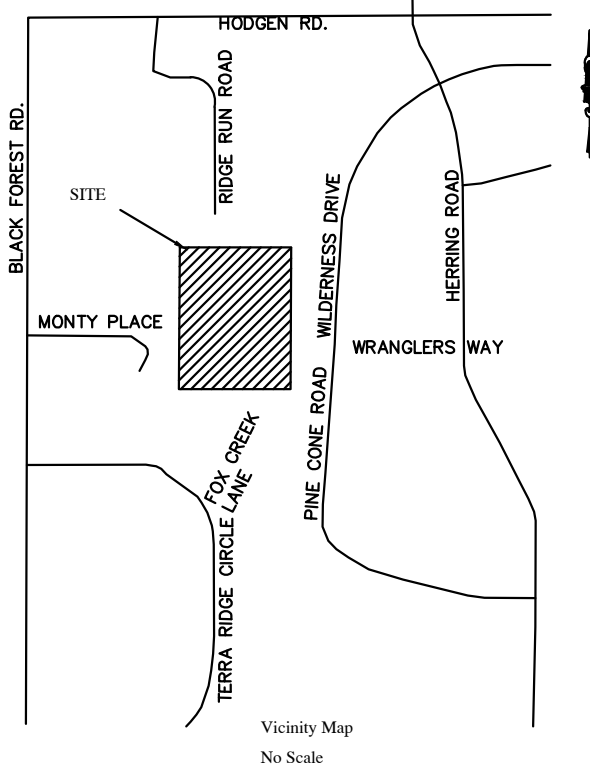 HODGEN RD.
RIDGE RUN ROAD
BLACK FOREST RD.
SITE
WILDERNESS DRIVE
HERRING ROAD
MONTY PLACE
WRANGLERS WAY
PINE CONE ROAD
FOX CREEK
LANE
TERRA RIDGE CIRCLE
Vicinity Map
No Scale